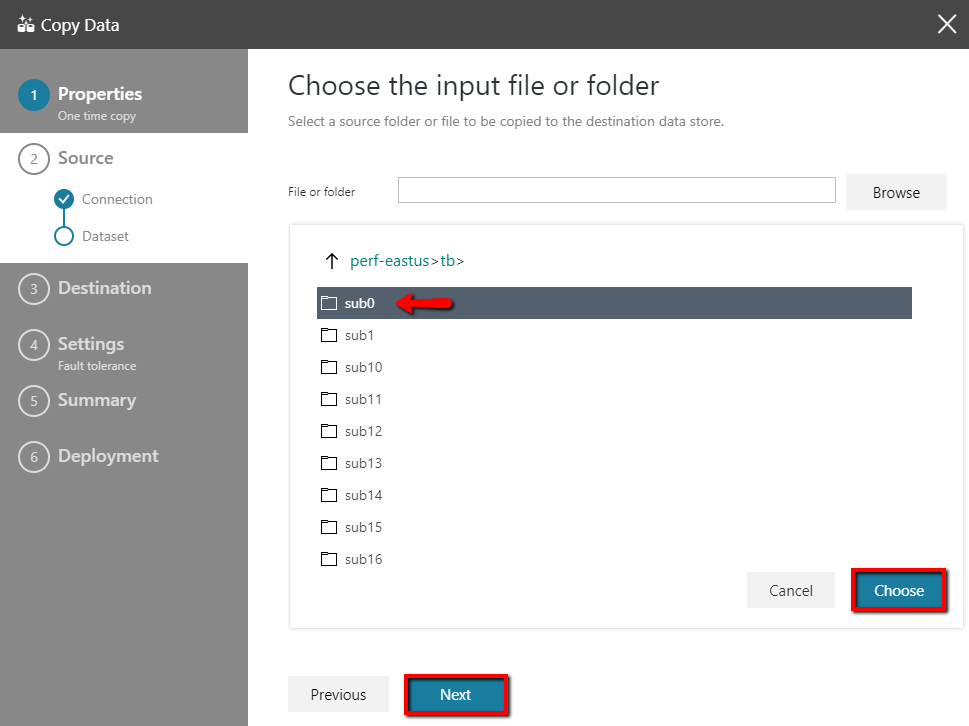 Copy Data
1 Properties
One time copy
2 Source
Connection
Dataset
3 Destination
4 Settings
Fault tolerance
5 Summary
6 Deployment
Choose the input file or folder
Select a source folder or file to be copied to the destination data store.
File or folder
Browse
perf-eastus>tb>
sub0
sub1
sub10
sub11
sub12
sub13
sub14
sub15
sub16
Cancel Choose
Previous Next